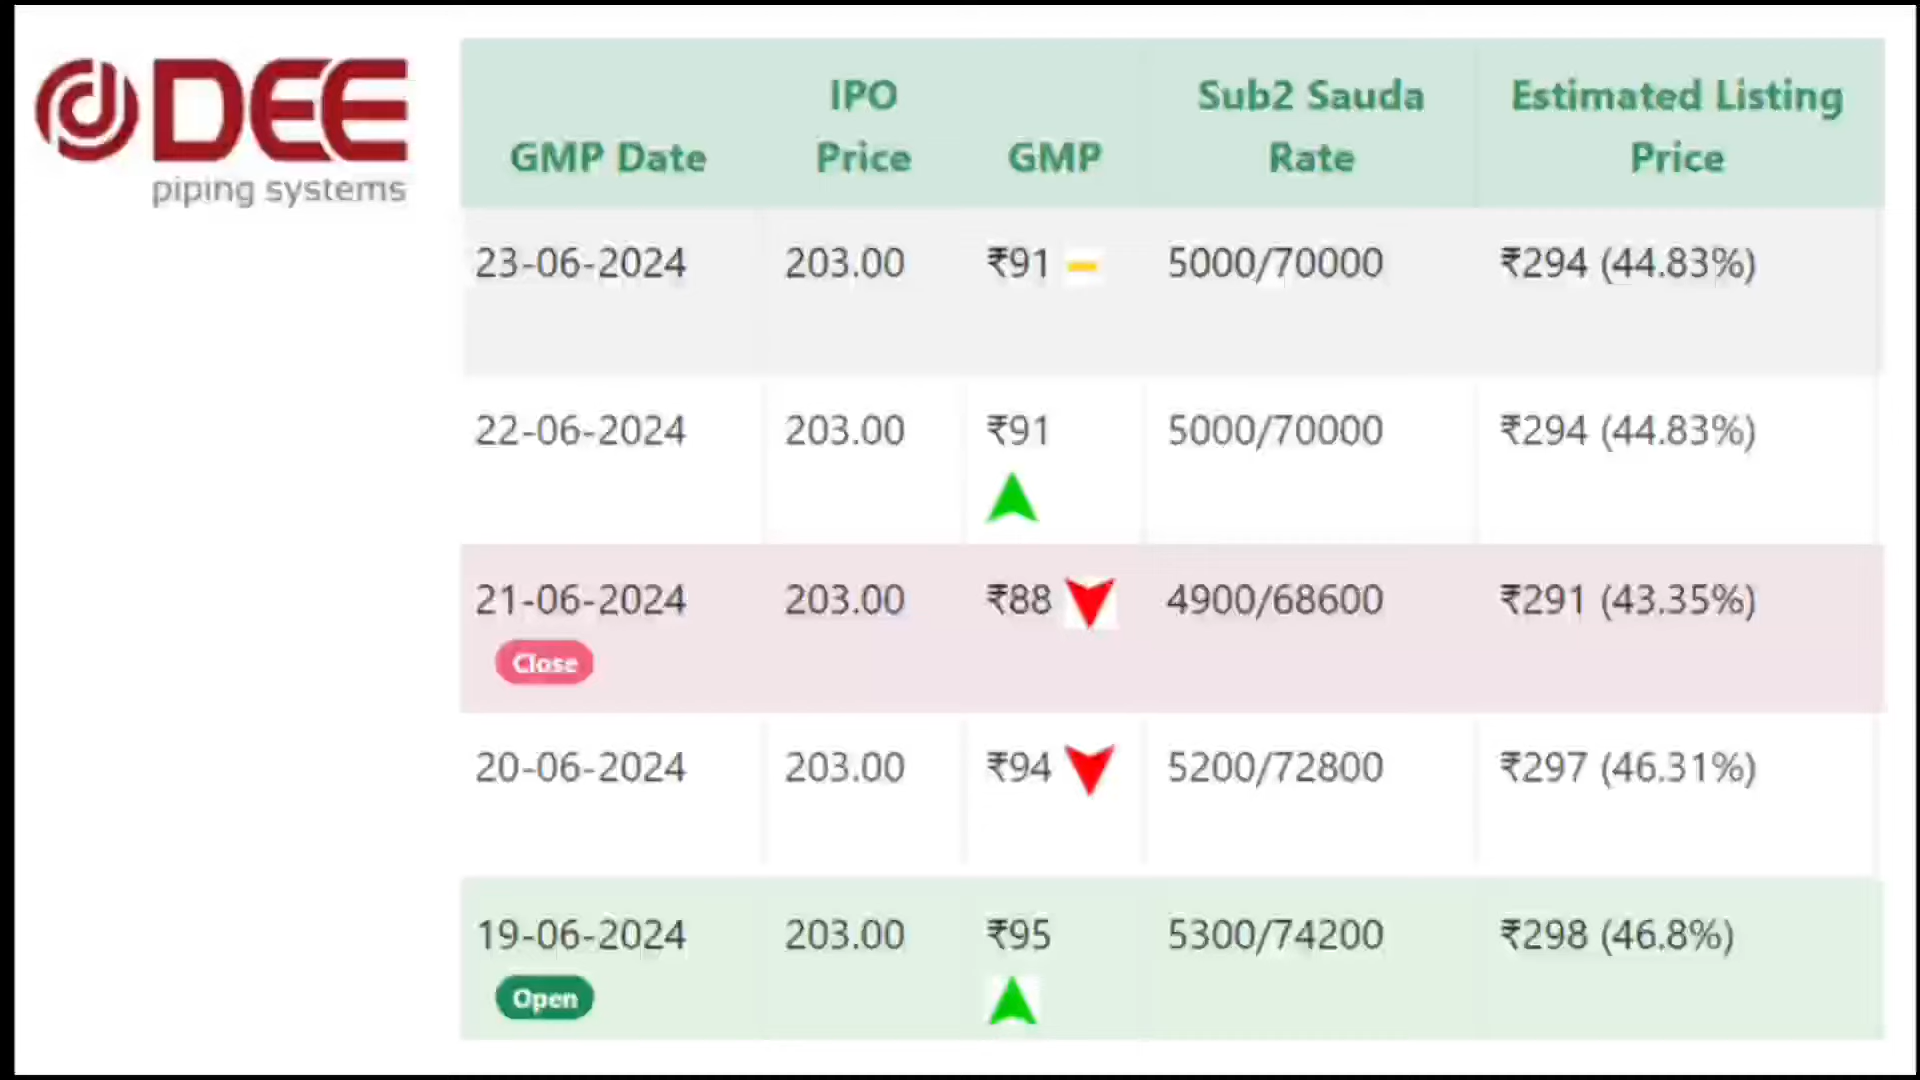 DEE
piping systems
GMP Date IPO Price GMP Sub2 Sauda Rate Estimated Listing Price
23-06-2024 203.00 ₹91 5000/70000 ₹294 (44.83%)
22-06-2024 203.00 ₹91 5000/70000 ₹294 (44.83%)
21-06-2024 203.00 ₹88 4900/68600 ₹291 (43.35%)
Close
20-06-2024 203.00 ₹94 5200/72800 ₹297 (46.31%)
19-06-2024 203.00 ₹95 5300/74200 ₹298 (46.8%)
Open